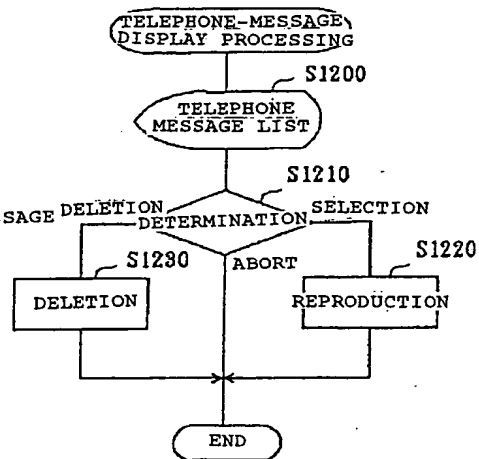 TELEPHONE-MESSAGE
DISPLAY PROCESSING
S1200
TELEPHONE
MESSAGE LIST
S1210
SAGE DELETION
DETERMINATION
SELECTION
S1230
ABORT
S1220
DELETION
REPRODUCTION
END